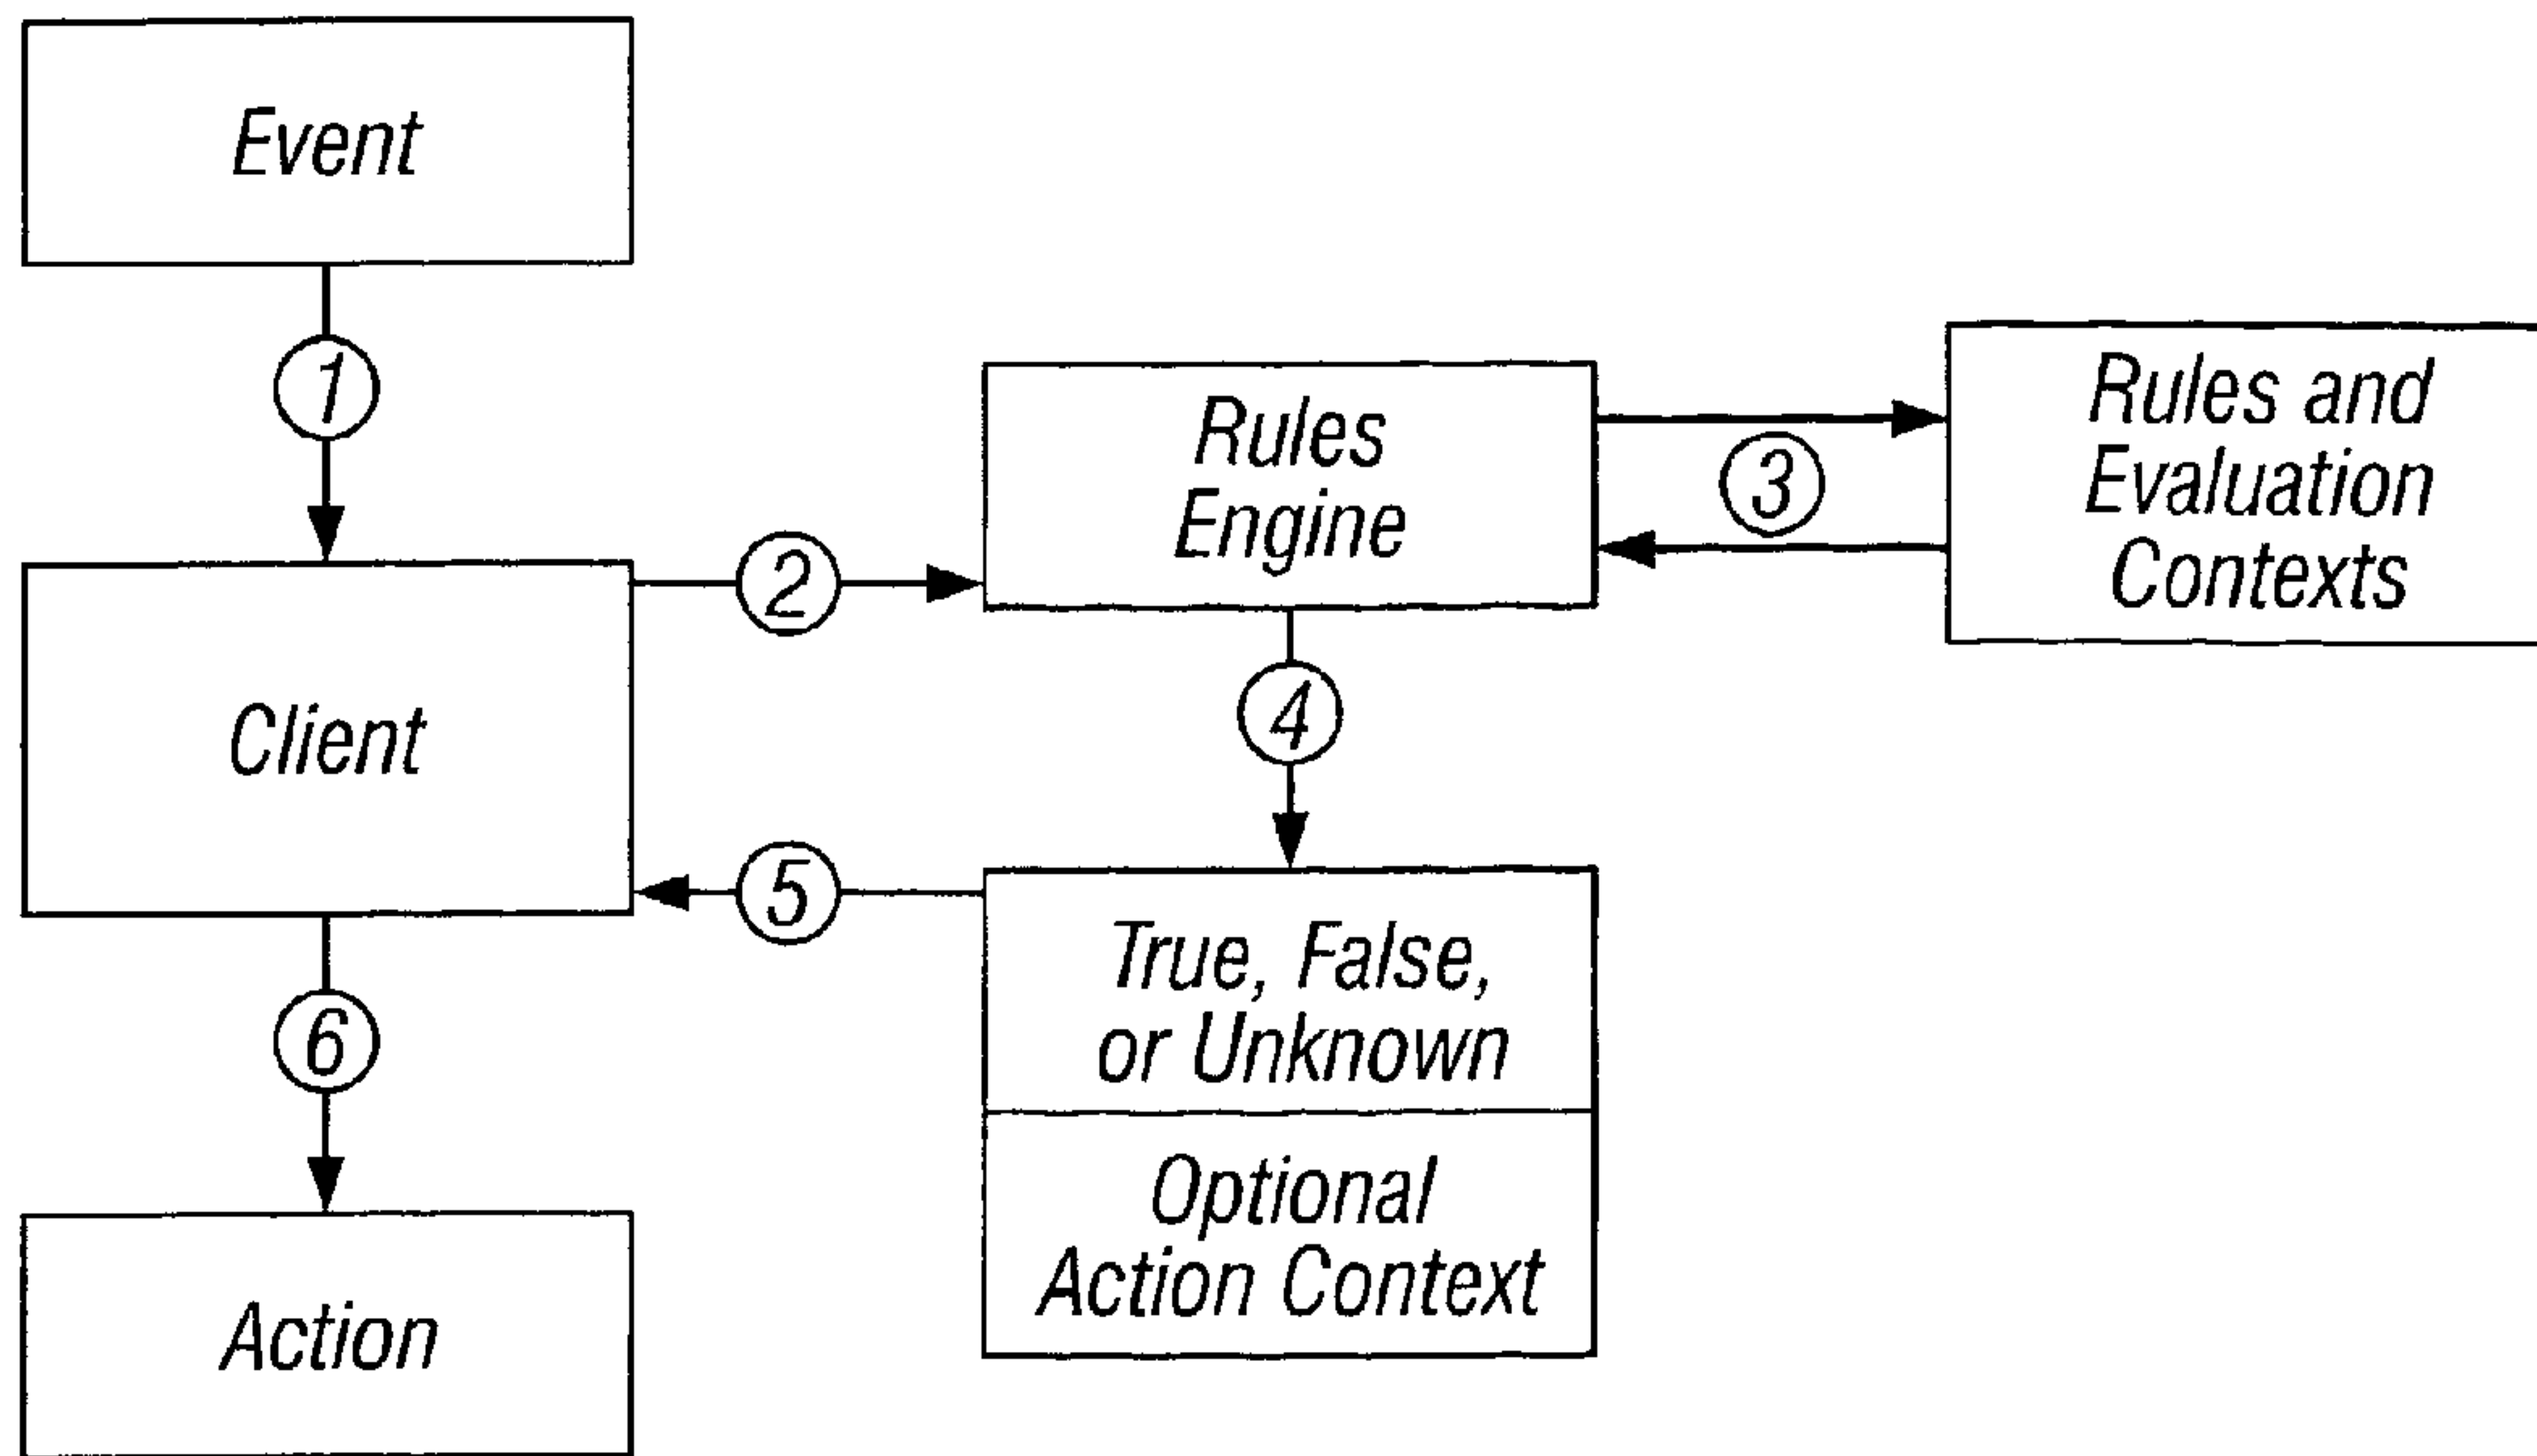 Event
1
Client
2
Rules
Engine
3
Rules and
Evaluation
Contexts
4
True, False,
or Unknown
Optional
Action Context
5
6
Action